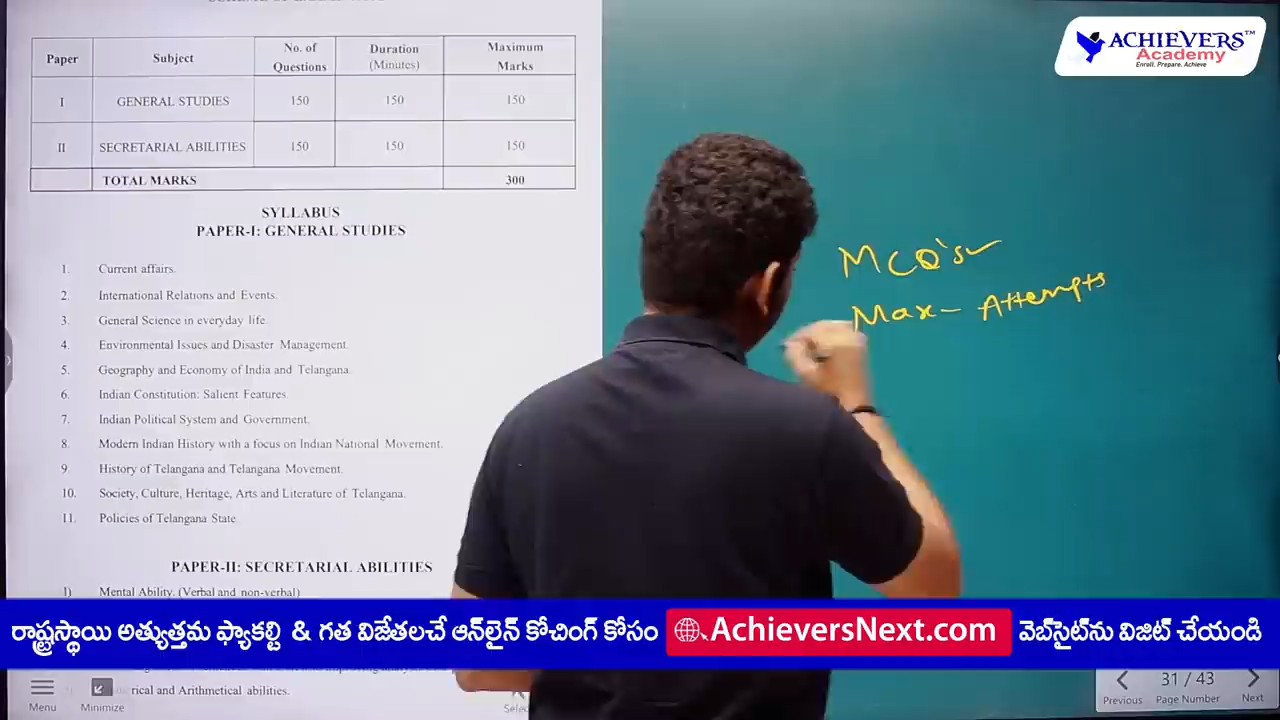 ACHIEVERS™
Academy
Enroll. Prepare. Achieve
Paper Subject No. of Questions Duration (Minutes) Maximum Marks
I GENERAL STUDIES 150 150 150
II SECRETARIAL ABILITIES 150 150 150
TOTAL MARKS 300
SYLLABUS
PAPER-I: GENERAL STUDIES
1. Current affairs.
2. International Relations and Events.
3. General Science in everyday life.
4. Environmental Issues and Disaster Management
5. Geography and Economy of India and Telangana.
6. Indian Constitution: Salient Features.
7. Indian Political System and Government.
8. Modern Indian History with a focus on Indian National Movement.
9. History of Telangana and Telangana Movement.
10. Society, Culture, Heritage, Arts and Literature of Telangana.
11. Policies of Telangana State
PAPER-II: SECRETARIAL ABILITIES
1) Mental Ability. (Verbal and non-verbal)
MCQ's
Max- Attempts
రాష్ట్రస్థాయి అత్యుత్తమ ఫ్యాకల్టీ & గత విజేతలచే ఆన్‌లైన్ కోచింగ్ కోసం AchieversNext.com వెబ్‌సైట్‌ను విజిట్ చేయండి
rical and Arithmetical abilities.
Menu Minimize
31 / 43
Previous Page Number Next